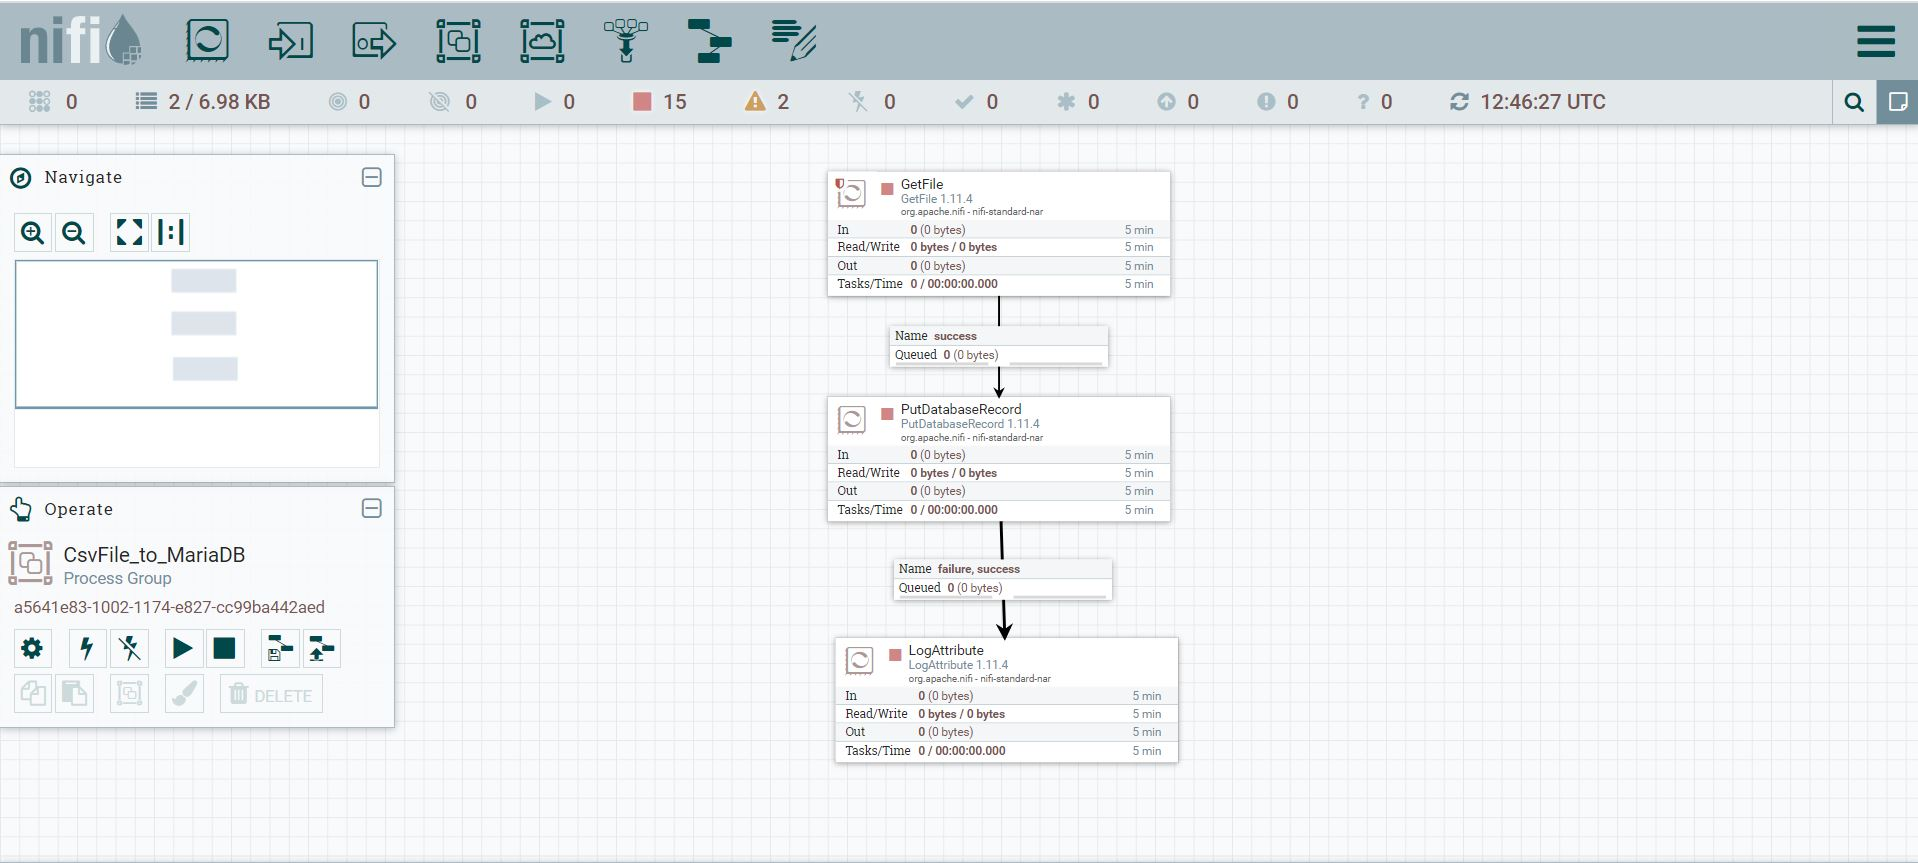 nifi
0 2 / 6.98 KB 0 0 0 15 2 0 0 0 0 0 ? 0 12:46:27 UTC
Navigate
Operate
CsvFile_to_MariaDB
Process Group
a5641e83-1002-1174-e827-cc99ba442aed
DELETE
GetFile
GetFile 1.11.4
org.apache.nifi - nifi-standard-nar
In 0 (0 bytes) 5 min
Read/Write 0 bytes / 0 bytes 5 min
Out 0 (0 bytes) 5 min
Tasks/Time 0 / 00:00:00.000 5 min
Name success
Queued 0 (0 bytes)
PutDatabaseRecord
PutDatabaseRecord 1.11.4
org.apache.nifi - nifi-standard-nar
In 0 (0 bytes) 5 min
Read/Write 0 bytes / 0 bytes 5 min
Out 0 (0 bytes) 5 min
Tasks/Time 0 / 00:00:00.000 5 min
Name failure, success
Queued 0 (0 bytes)
LogAttribute
LogAttribute 1.11.4
org.apache.nifi - nifi-standard-nar
In 0 (0 bytes) 5 min
Read/Write 0 bytes / 0 bytes 5 min
Out 0 (0 bytes) 5 min
Tasks/Time 0 / 00:00:00.000 5 min